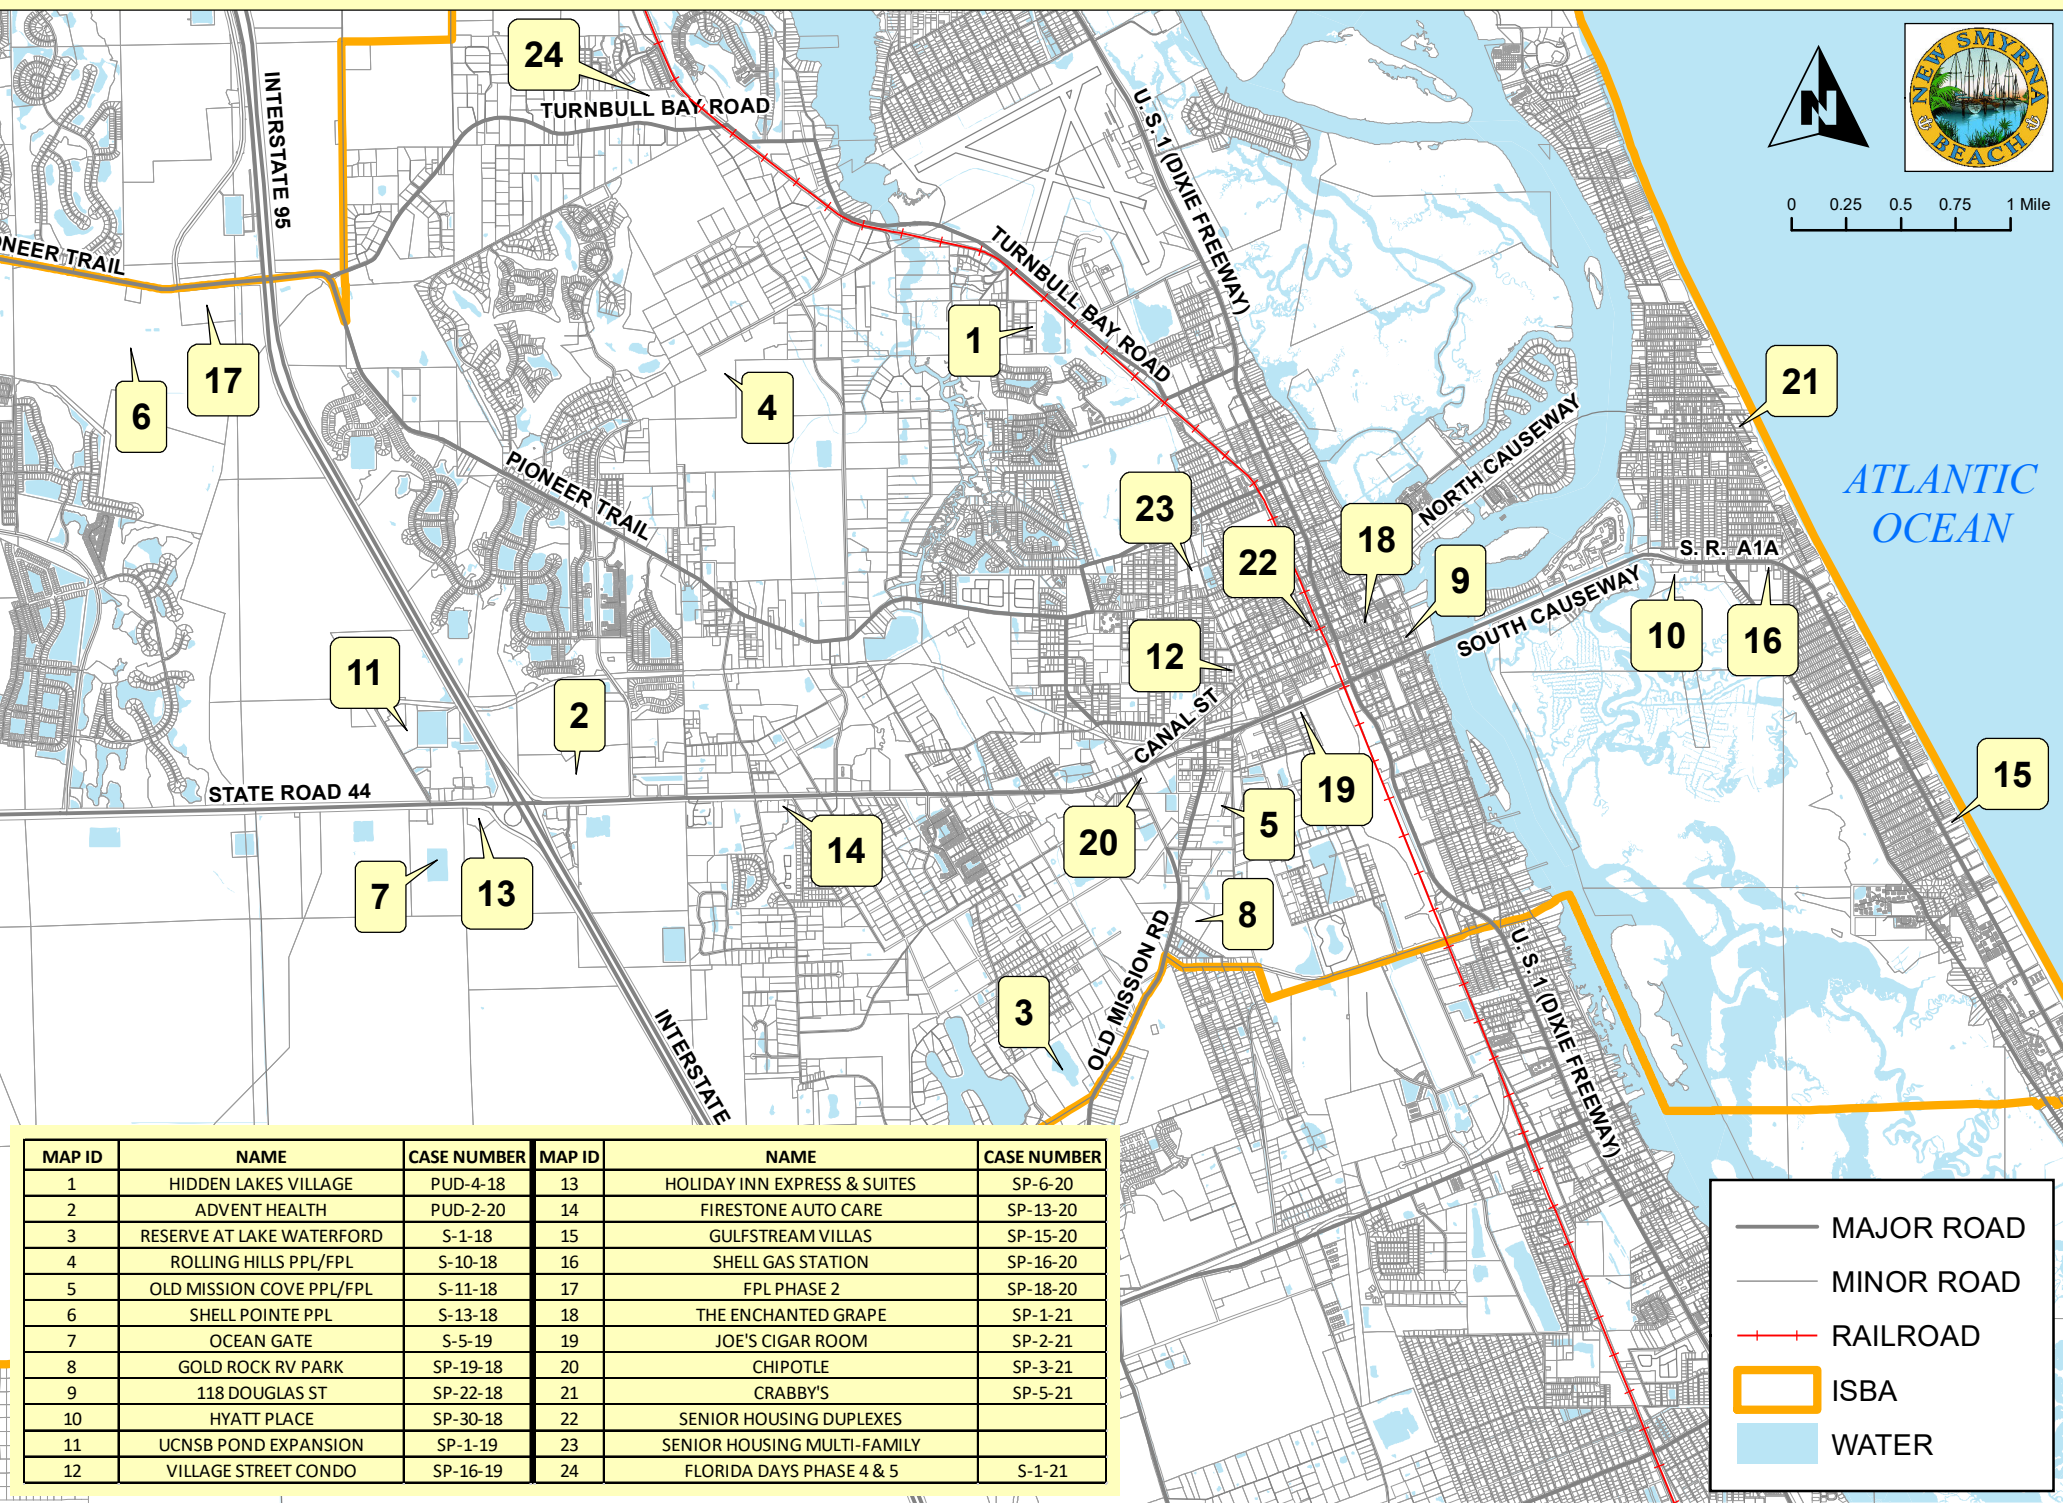 24
TURNBULL BAY ROAD
INTERSTATE 95
U. S. 1 (DIXIE FREEWAY)
N
NEW SMYRNA
BEACH
0 0.25 0.5 0.75 1 Mile
NEER TRAIL
TURNBULL BAY ROAD
1
17
6
4
21
PIONEER TRAIL
NORTH CAUSEWAY
ATLANTIC
OCEAN
23
22
18
9
S. R. A1A
SOUTH CAUSEWAY
10
16
12
11
2
CANAL ST
STATE ROAD 44
19
15
5
20
14
7
13
8
OLD MISSION RD
U. S. 1 (DIXIE FREEWAY)
3
INTERSTATE
MAP ID NAME CASE NUMBER MAP ID NAME CASE NUMBER
1 HIDDEN LAKES VILLAGE PUD-4-18 13 HOLIDAY INN EXPRESS & SUITES SP-6-20
2 ADVENT HEALTH PUD-2-20 14 FIRESTONE AUTO CARE SP-13-20
3 RESERVE AT LAKE WATERFORD S-1-18 15 GULFSTREAM VILLAS SP-15-20
4 ROLLING HILLS PPL/FPL S-10-18 16 SHELL GAS STATION SP-16-20
5 OLD MISSION COVE PPL/FPL S-11-18 17 FPL PHASE 2 SP-18-20
6 SHELL POINTE PPL S-13-18 18 THE ENCHANTED GRAPE SP-1-21
7 OCEAN GATE S-5-19 19 JOE'S CIGAR ROOM SP-2-21
8 GOLD ROCK RV PARK SP-19-18 20 CHIPOTLE SP-3-21
9 118 DOUGLAS ST SP-22-18 21 CRABBY'S SP-5-21
10 HYATT PLACE SP-30-18 22 SENIOR HOUSING DUPLEXES
11 UCNSB POND EXPANSION SP-1-19 23 SENIOR HOUSING MULTI-FAMILY
12 VILLAGE STREET CONDO SP-16-19 24 FLORIDA DAYS PHASE 4 & 5 S-1-21
MAJOR ROAD
MINOR ROAD
RAILROAD
ISBA
WATER